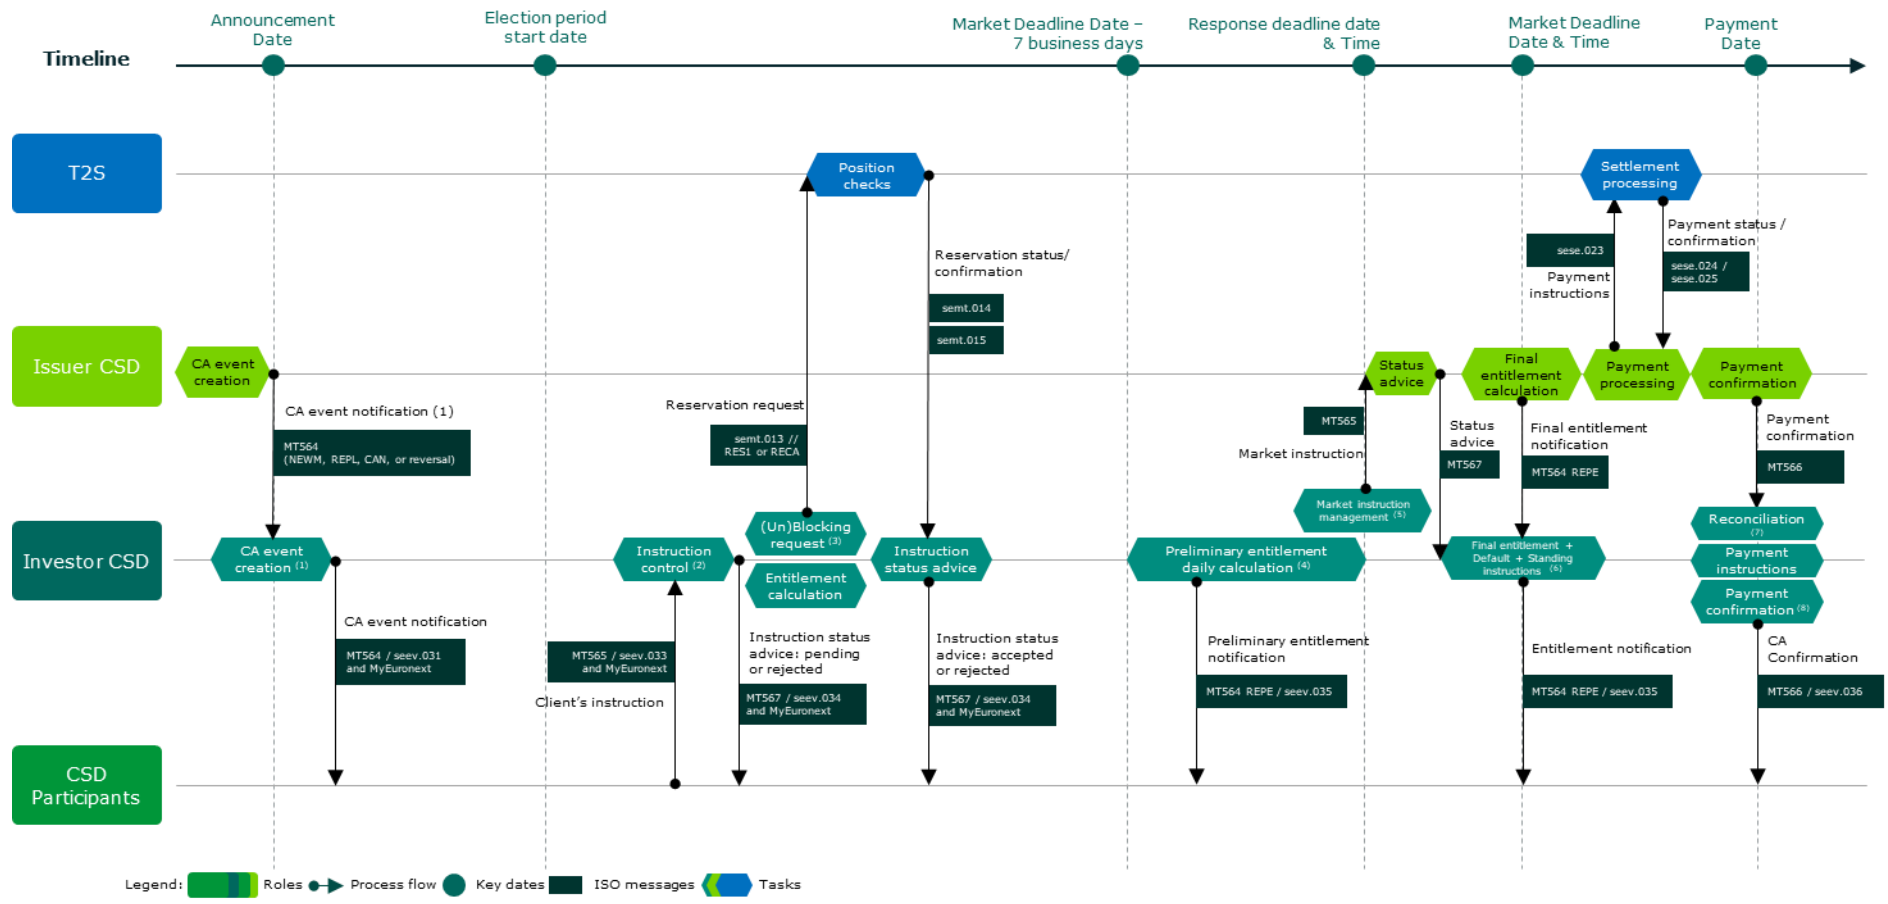 Timeline
Announcement
Date
Election period
start date
Market Deadline Date –
7 business days
Response deadline date
& Time
Market Deadline
Date & Time
Payment
Date
T2S
Position
checks
Settlement
processing
Reservation status/
confirmation
semt.014
semt.015
sese.023
Payment
instructions
Payment status /
confirmation
sese.024 /
sese.025
Issuer CSD
CA event
creation
Status
advice
Final
entitlement
calculation
Payment
processing
Payment
confirmation
CA event notification (1)
MT564
(NEWM, REPL, CAN, or reversal)
Reservation request
semt.013 //
RES1 or RECA
MT565
Market instruction
Status
advice
MT567
Final entitlement
notification
MT564 REPE
Payment
confirmation
MT566
Investor CSD
CA event
creation (1)
Instruction
control (2)
(Un)Blocking
request (3)
Entitlement
calculation
Instruction
status advice
Preliminary entitlement
daily calculation (4)
Market instruction
management (5)
Final entitlement +
Default + Standing
instructions (6)
Reconciliation
(7)
Payment
instructions
Payment
confirmation (8)
CA event notification
MT564 / seev.031
and MyEuronext
MT565 / seev.033
and MyEuronext
Client's instruction
Instruction status
advice: pending
or rejected
MT567 / seev.034
and MyEuronext
Instruction status
advice: accepted
or rejected
MT567 / seev.034
and MyEuronext
Preliminary entitlement
notification
MT564 REPE / seev.035
Entitlement notification
MT564 REPE / seev.035
CA
Confirmation
MT566 / seev.036
CSD
Participants
Legend:
Roles
Process flow
Key dates
ISO messages
Tasks